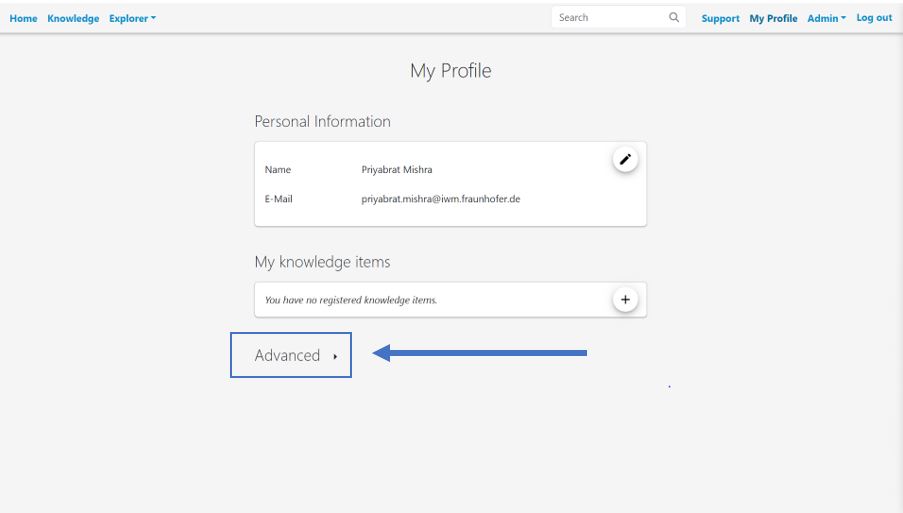 Home Knowledge Explorer Search Support My Profile Admin Log out
My Profile
Personal Information
Name Priyabrat Mishra
E-Mail priyabrat.mishra@iwm.fraunhofer.de
My knowledge items
You have no registered knowledge items.
Advanced